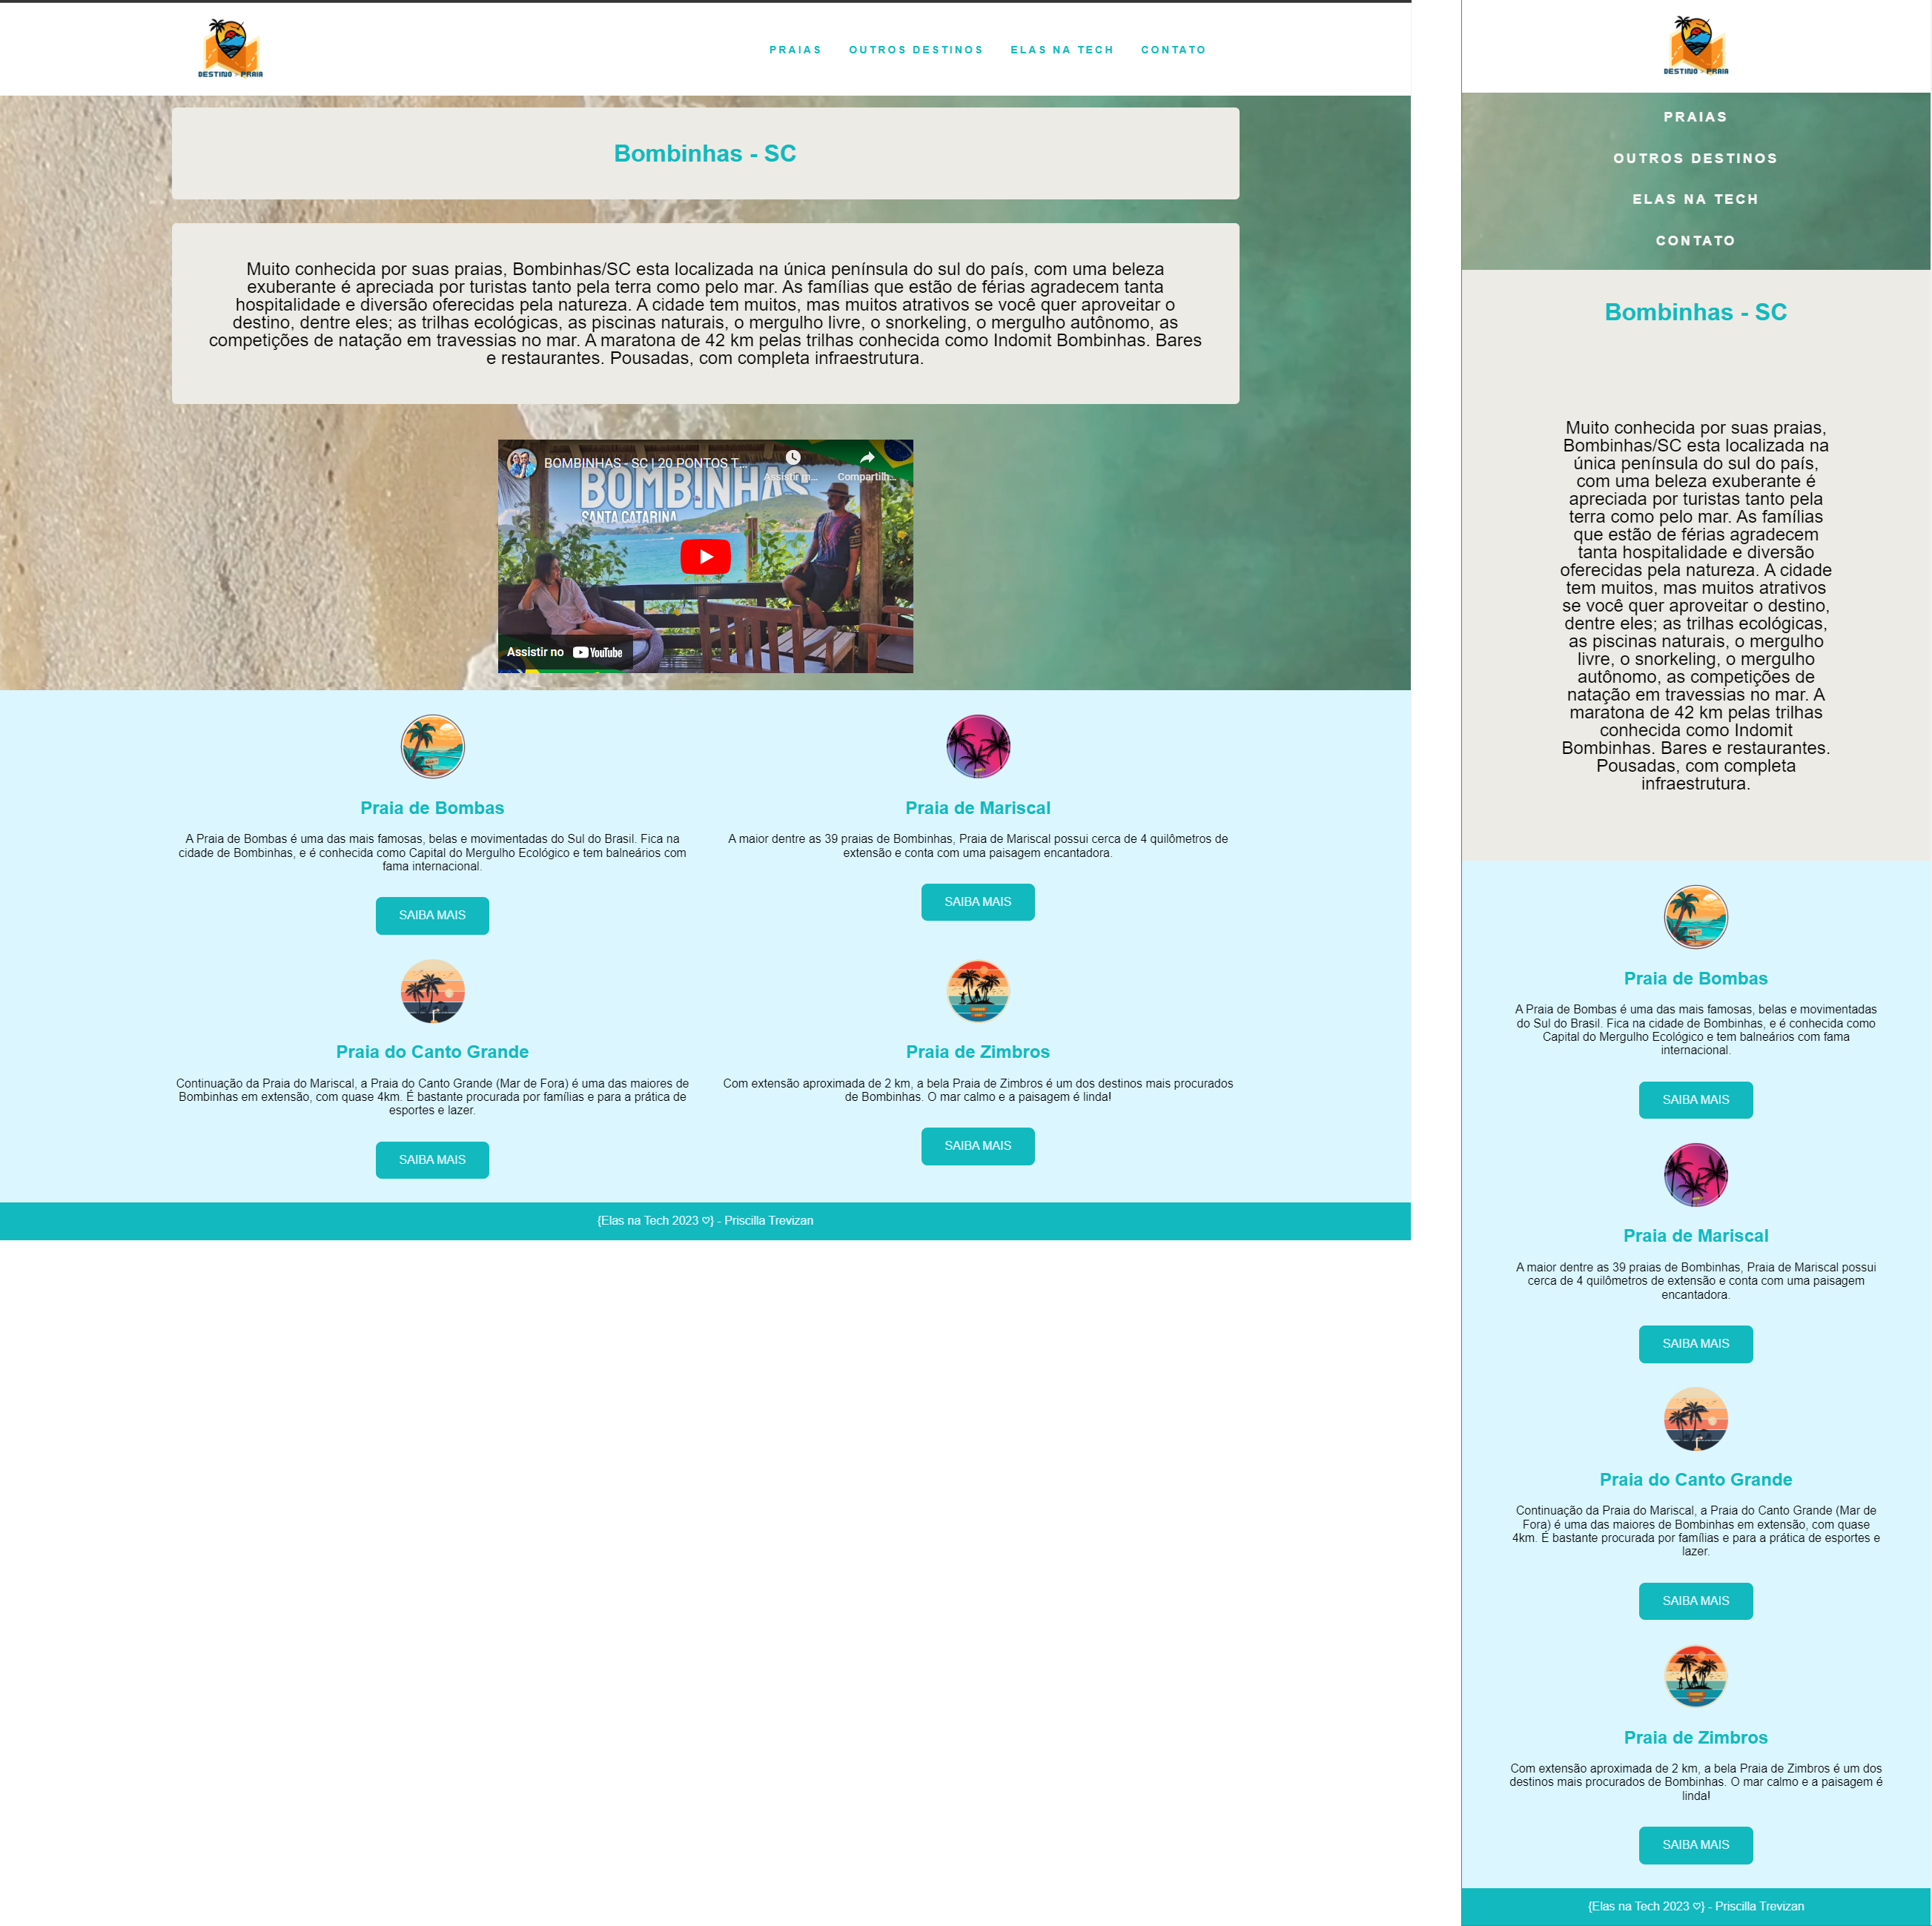 DESTINO - PRAIA
PRAIAS
OUTROS DESTINOS
ELAS NA TECH
CONTATO
Bombinhas - SC
Muito conhecida por suas praias, Bombinhas/SC esta localizada na única península do sul do país, com uma beleza
exuberante é apreciada por turistas tanto pela terra como pelo mar. As famílias que estão de férias agradecem tanta
hospitalidade e diversão oferecidas pela natureza. A cidade tem muitos, mas muitos atrativos se você quer aproveitar o
destino, dentre eles; as trilhas ecológicas, as piscinas naturais, o mergulho livre, o snorkeling, o mergulho autônomo, as
competições de natação em travessias no mar. A maratona de 42 km pelas trilhas conhecida como Indomit Bombinhas. Bares
e restaurantes. Pousadas, com completa infraestrutura.
BOMBINHAS - SC | 20 PONTOS T...
Assistir m...
Compartilh...
BOMBINHAS
SANTA CATARINA
Assistir no YouTube
Praia de Bombas
A Praia de Bombas é uma das mais famosas, belas e movimentadas do Sul do Brasil. Fica na
cidade de Bombinhas, e é conhecida como Capital do Mergulho Ecológico e tem balneários com
fama internacional.
SAIBA MAIS
Praia de Mariscal
A maior dentre as 39 praias de Bombinhas, Praia de Mariscal possui cerca de 4 quilômetros de
extensão e conta com uma paisagem encantadora.
SAIBA MAIS
Praia do Canto Grande
Continuação da Praia do Mariscal, a Praia do Canto Grande (Mar de Fora) é uma das maiores de
Bombinhas em extensão, com quase 4km. É bastante procurada por famílias e para a prática de
esportes e lazer.
SAIBA MAIS
Praia de Zimbros
Com extensão aproximada de 2 km, a bela Praia de Zimbros é um dos destinos mais procurados
de Bombinhas. O mar calmo e a paisagem é linda!
SAIBA MAIS
{Elas na Tech 2023 ♡} - Priscilla Trevizan
DESTINO - PRAIA
PRAIAS
OUTROS DESTINOS
ELAS NA TECH
CONTATO
Bombinhas - SC
Muito conhecida por suas praias,
Bombinhas/SC esta localizada na
única península do sul do país,
com uma beleza exuberante é
apreciada por turistas tanto pela
terra como pelo mar. As famílias
que estão de férias agradecem
tanta hospitalidade e diversão
oferecidas pela natureza. A cidade
tem muitos, mas muitos atrativos
se você quer aproveitar o destino,
dentre eles; as trilhas ecológicas,
as piscinas naturais, o mergulho
livre, o snorkeling, o mergulho
autônomo, as competições de
natação em travessias no mar. A
maratona de 42 km pelas trilhas
conhecida como Indomit
Bombinhas. Bares e restaurantes.
Pousadas, com completa
infraestrutura.
Praia de Bombas
A Praia de Bombas é uma das mais famosas, belas e movimentadas
do Sul do Brasil. Fica na cidade de Bombinhas, e é conhecida como
Capital do Mergulho Ecológico e tem balneários com fama
internacional.
SAIBA MAIS
Praia de Mariscal
A maior dentre as 39 praias de Bombinhas, Praia de Mariscal possui
cerca de 4 quilômetros de extensão e conta com uma paisagem
encantadora.
SAIBA MAIS
Praia do Canto Grande
Continuação da Praia do Mariscal, a Praia do Canto Grande (Mar de
Fora) é uma das maiores de Bombinhas em extensão, com quase
4km. É bastante procurada por famílias e para a prática de esportes e
lazer.
SAIBA MAIS
Praia de Zimbros
Com extensão aproximada de 2 km, a bela Praia de Zimbros é um dos
destinos mais procurados de Bombinhas. O mar calmo e a paisagem é
linda!
SAIBA MAIS
{Elas na Tech 2023 ♡} - Priscilla Trevizan